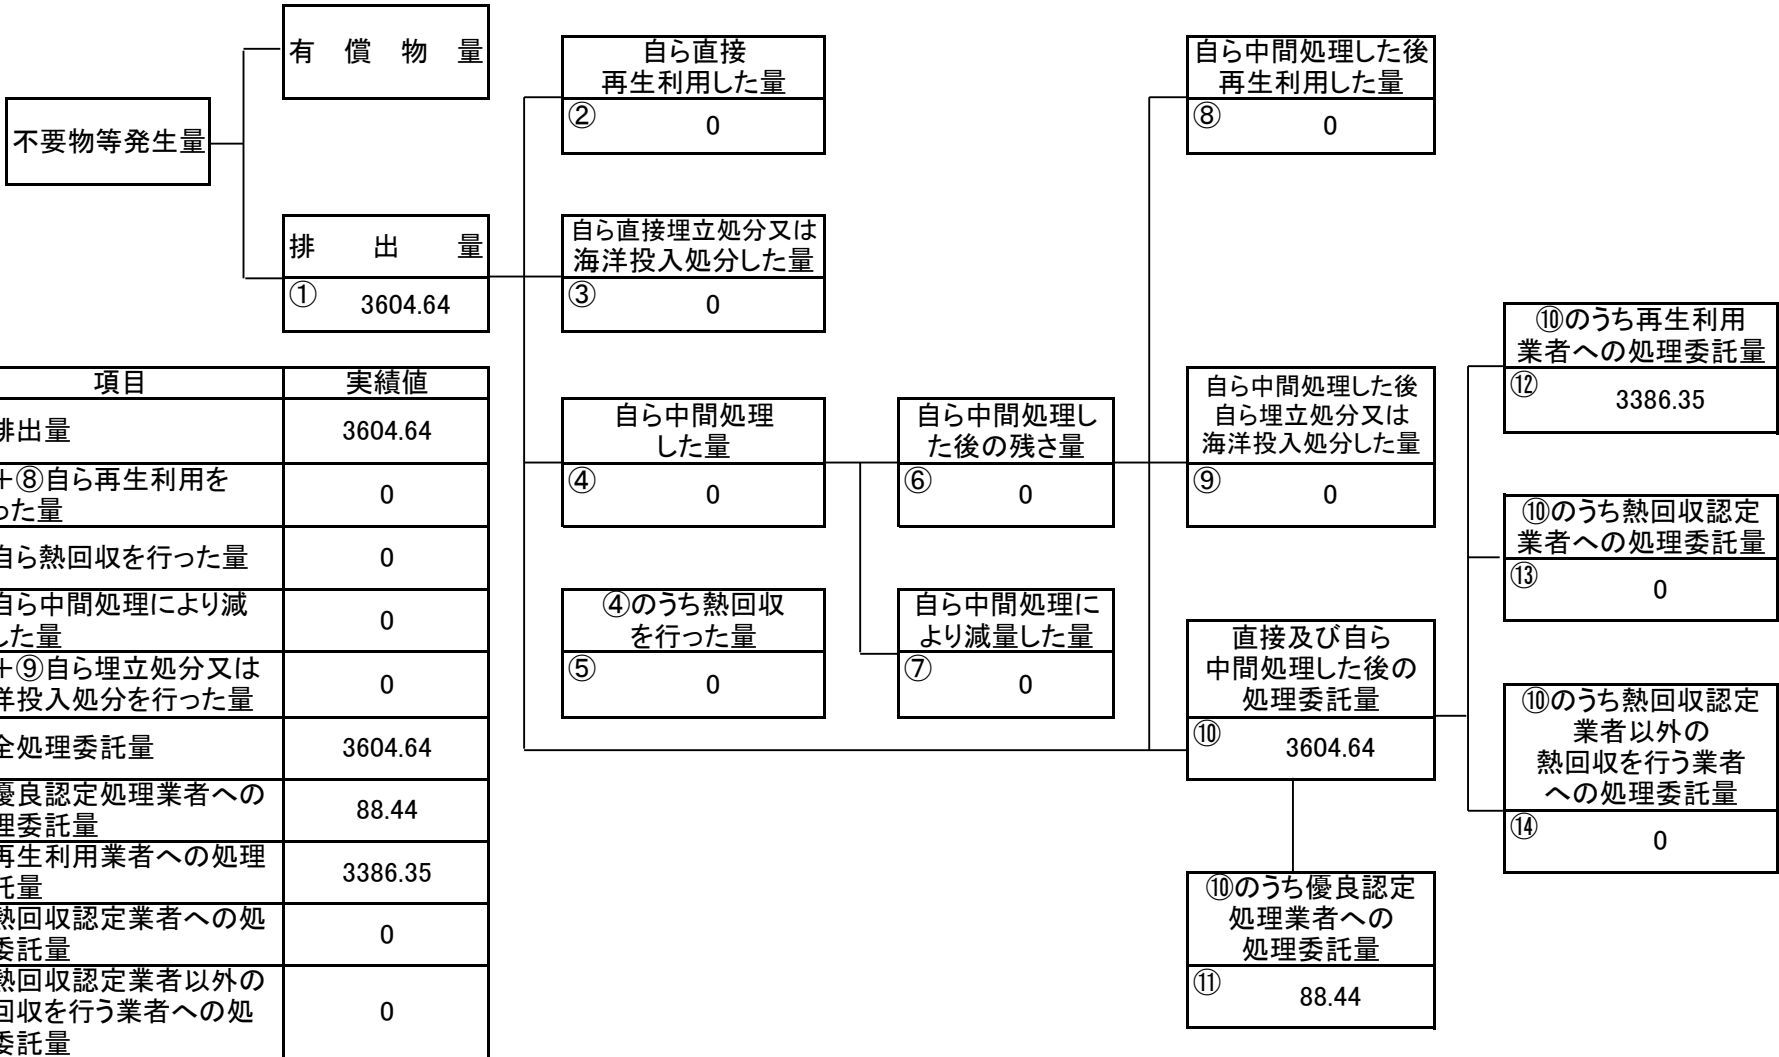 有 償 物 量
不要物等発生量
排 出 量
① 3604.64
自ら直接
再生利用した量
② 0
自ら直接埋立処分又は
海洋投入処分した量
③ 0
自ら中間処理
した量
④ 0
④のうち熱回収
を行った量
⑤ 0
自ら中間処理し
た後の残さ量
⑥ 0
自ら中間処理に
より減量した量
⑦ 0
自ら中間処理した後
再生利用した量
⑧ 0
自ら中間処理した後
自ら埋立処分又は
海洋投入処分した量
⑨ 0
直接及び自ら
中間処理した後の
処理委託量
⑩ 3604.64
⑩のうち優良認定
処理業者への
処理委託量
⑪ 88.44
⑩のうち再生利用
業者への処理委託量
⑫ 3386.35
⑩のうち熱回収認定
業者への処理委託量
⑬ 0
⑩のうち熱回収認定
業者以外の
熱回収を行う業者
への処理委託量
⑭ 0
項目 実績値
排出量 3604.64
+⑧自ら再生利用を
った量 0
自ら熱回収を行った量 0
自ら中間処理により減
した量 0
+⑨自ら埋立処分又は
洋投入処分を行った量 0
全処理委託量 3604.64
優良認定処理業者への
理委託量 88.44
再生利用業者への処理
託量 3386.35
熱回収認定業者への処
委託量 0
熱回収認定業者以外の
回収を行う業者への処
委託量 0